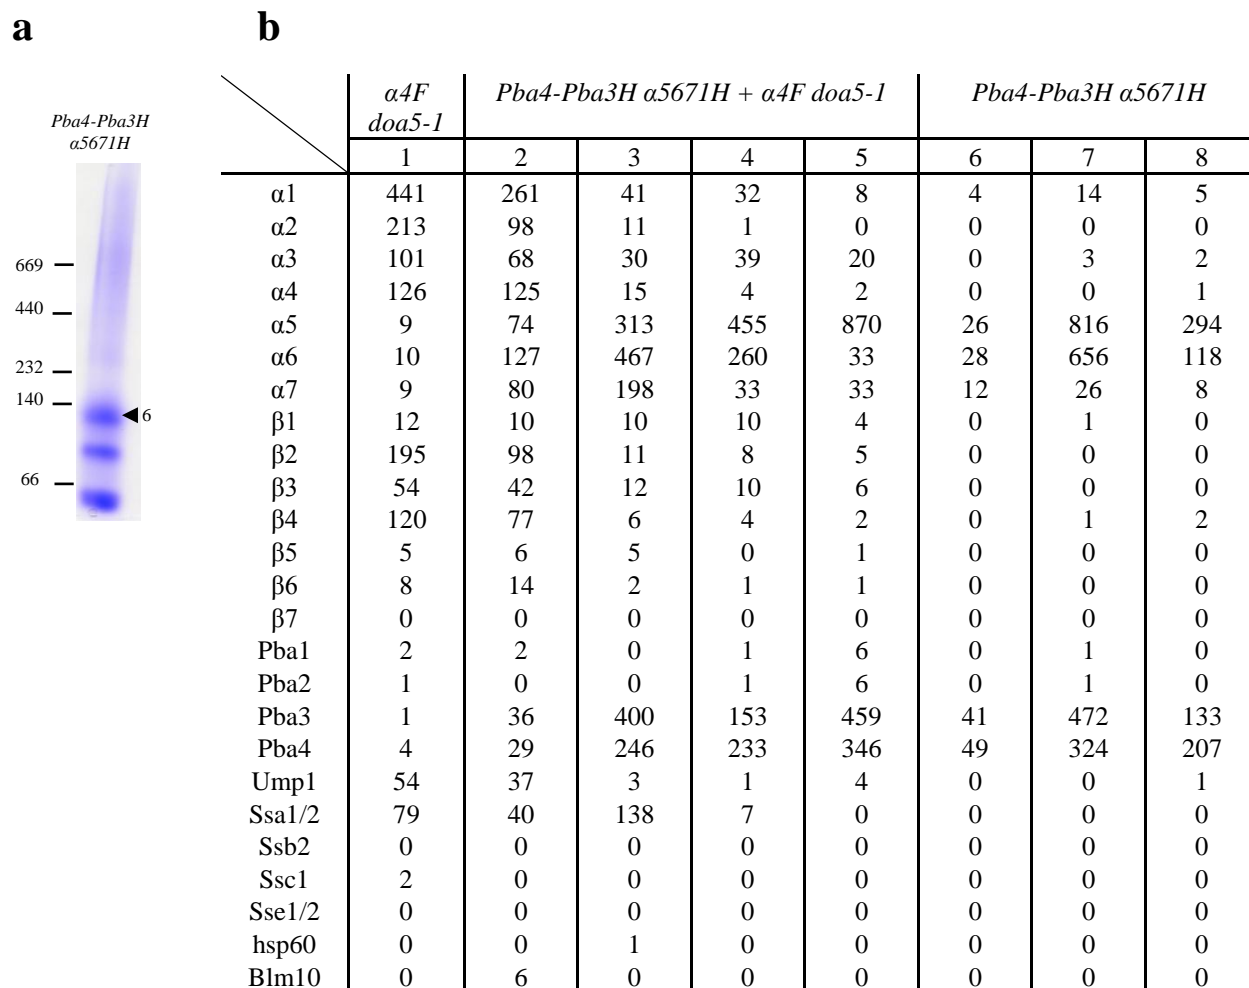 a
b
Pba4-Pba3H
α5671H
669
440
232
140
66
6
α4F
doa5-1
Pba4-Pba3H α5671H + α4F doa5-1
Pba4-Pba3H α5671H
1 2 3 4 5 6 7 8
α1 441 261 41 32 8 4 14 5
α2 213 98 11 1 0 0 0 0
α3 101 68 30 39 20 0 3 2
α4 126 125 15 4 2 0 0 1
α5 9 74 313 455 870 26 816 294
α6 10 127 467 260 33 28 656 118
α7 9 80 198 33 33 12 26 8
β1 12 10 10 10 4 0 1 0
β2 195 98 11 8 5 0 0 0
β3 54 42 12 10 6 0 0 0
β4 120 77 6 4 2 0 1 2
β5 5 6 5 0 1 0 0 0
β6 8 14 2 1 1 0 0 0
β7 0 0 0 0 0 0 0 0
Pba1 2 2 0 1 6 0 1 0
Pba2 1 0 0 1 6 0 1 0
Pba3 1 36 400 153 459 41 472 133
Pba4 4 29 246 233 346 49 324 207
Ump1 54 37 3 1 4 0 0 1
Ssa1/2 79 40 138 7 0 0 0 0
Ssb2 0 0 0 0 0 0 0 0
Ssc1 2 0 0 0 0 0 0 0
Sse1/2 0 0 0 0 0 0 0 0
hsp60 0 0 1 0 0 0 0 0
Blm10 0 6 0 0 0 0 0 0